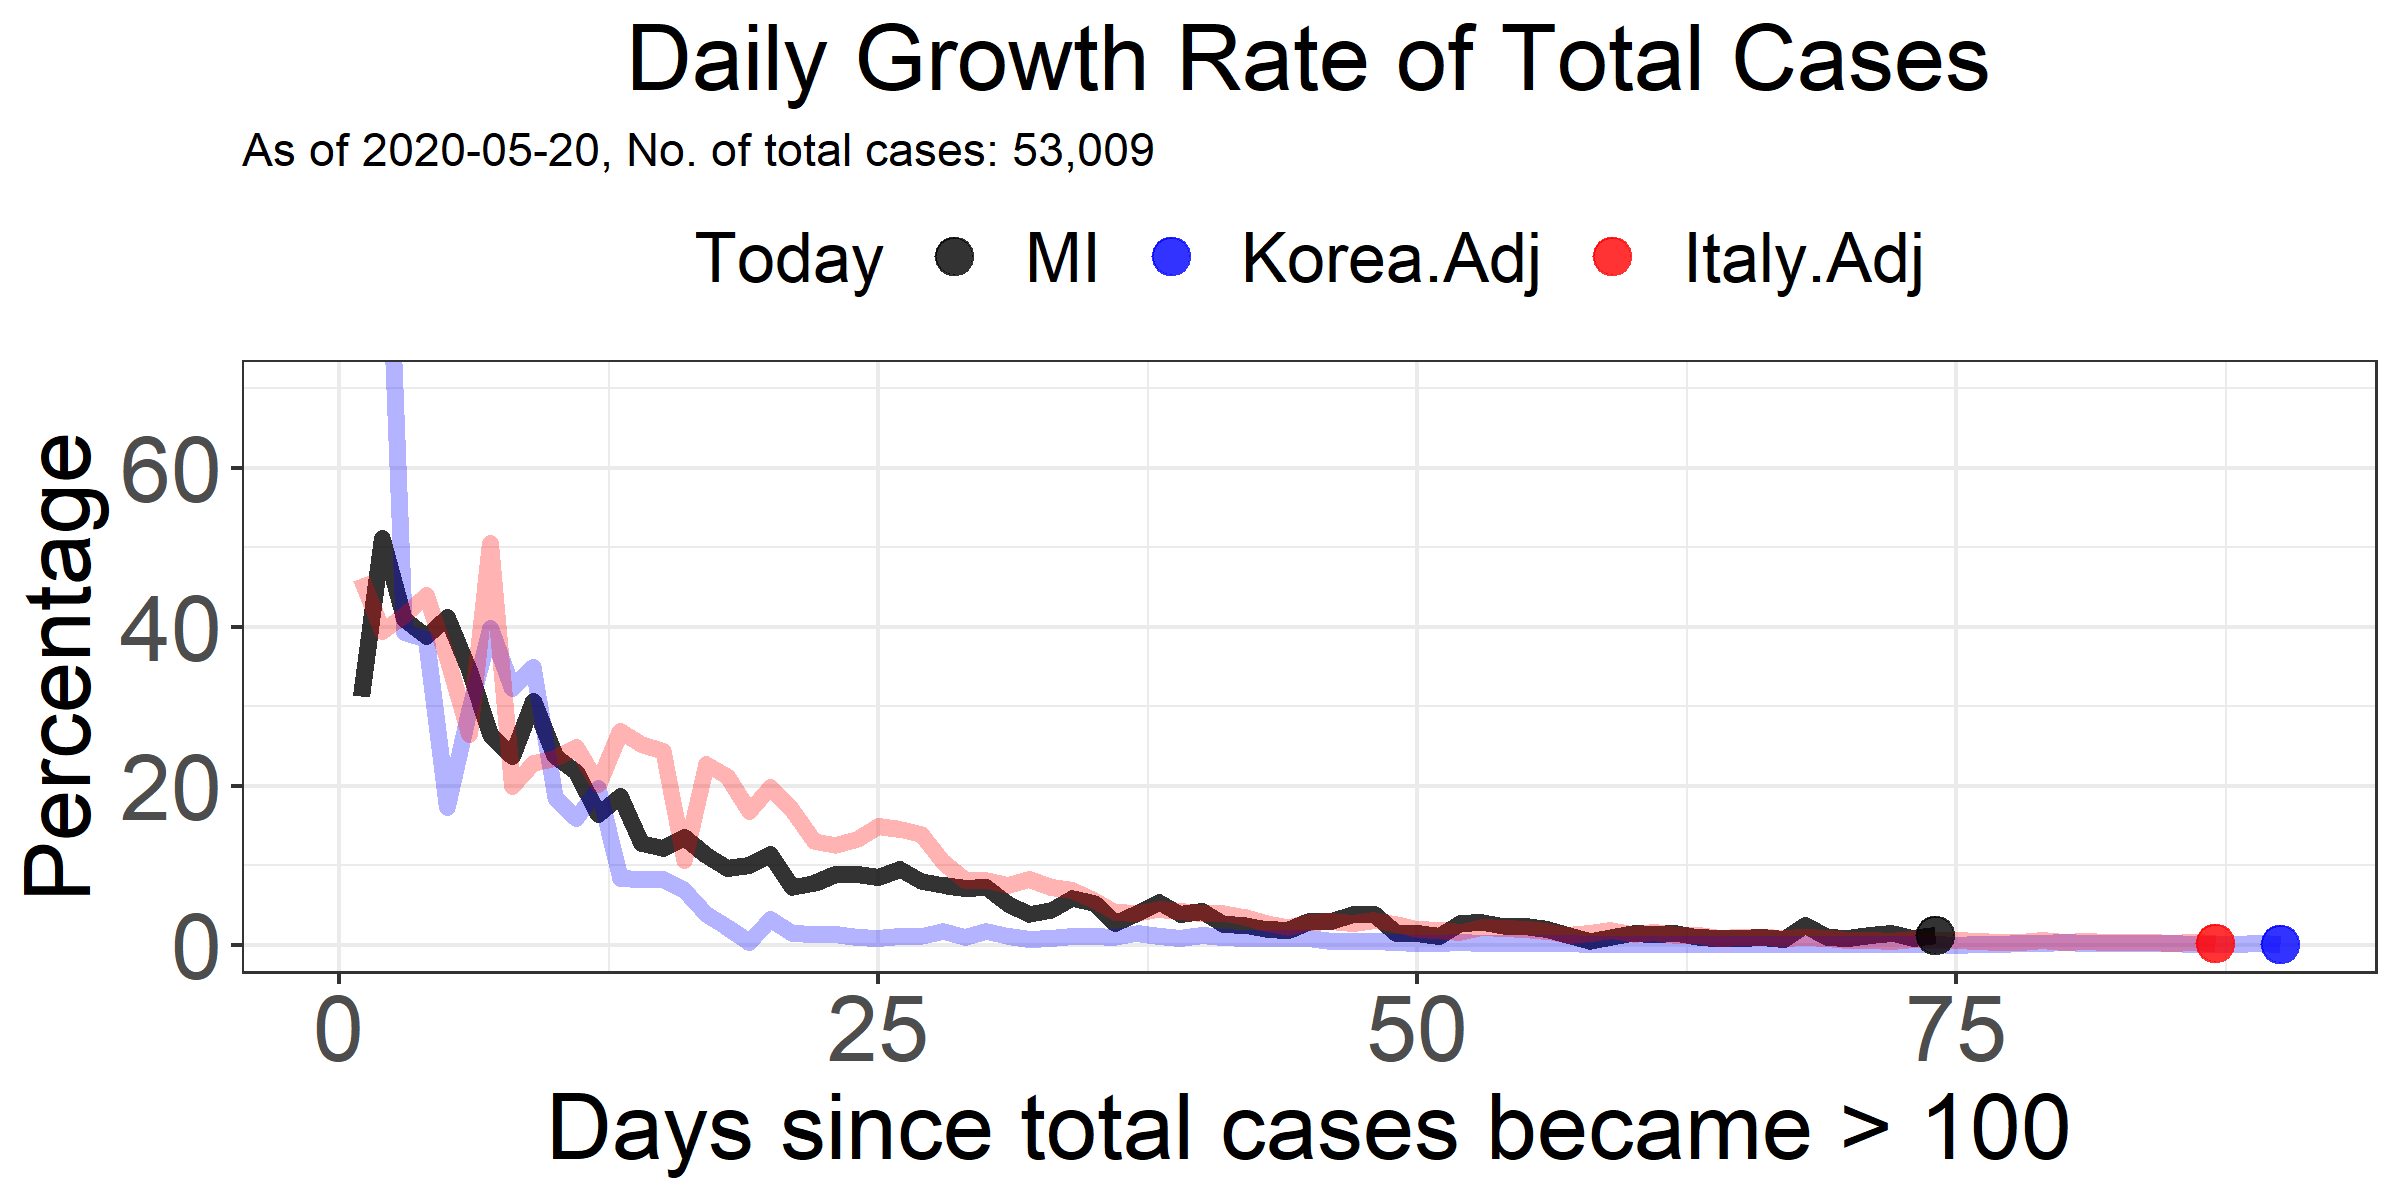 Daily Growth Rate of Total Cases
As of 2020-05-20, No. of total cases: 53,009
Today MI Korea.Adj Italy.Adj
Percentage
60
40
20
0
0 25 50 75
Days since total cases became > 100